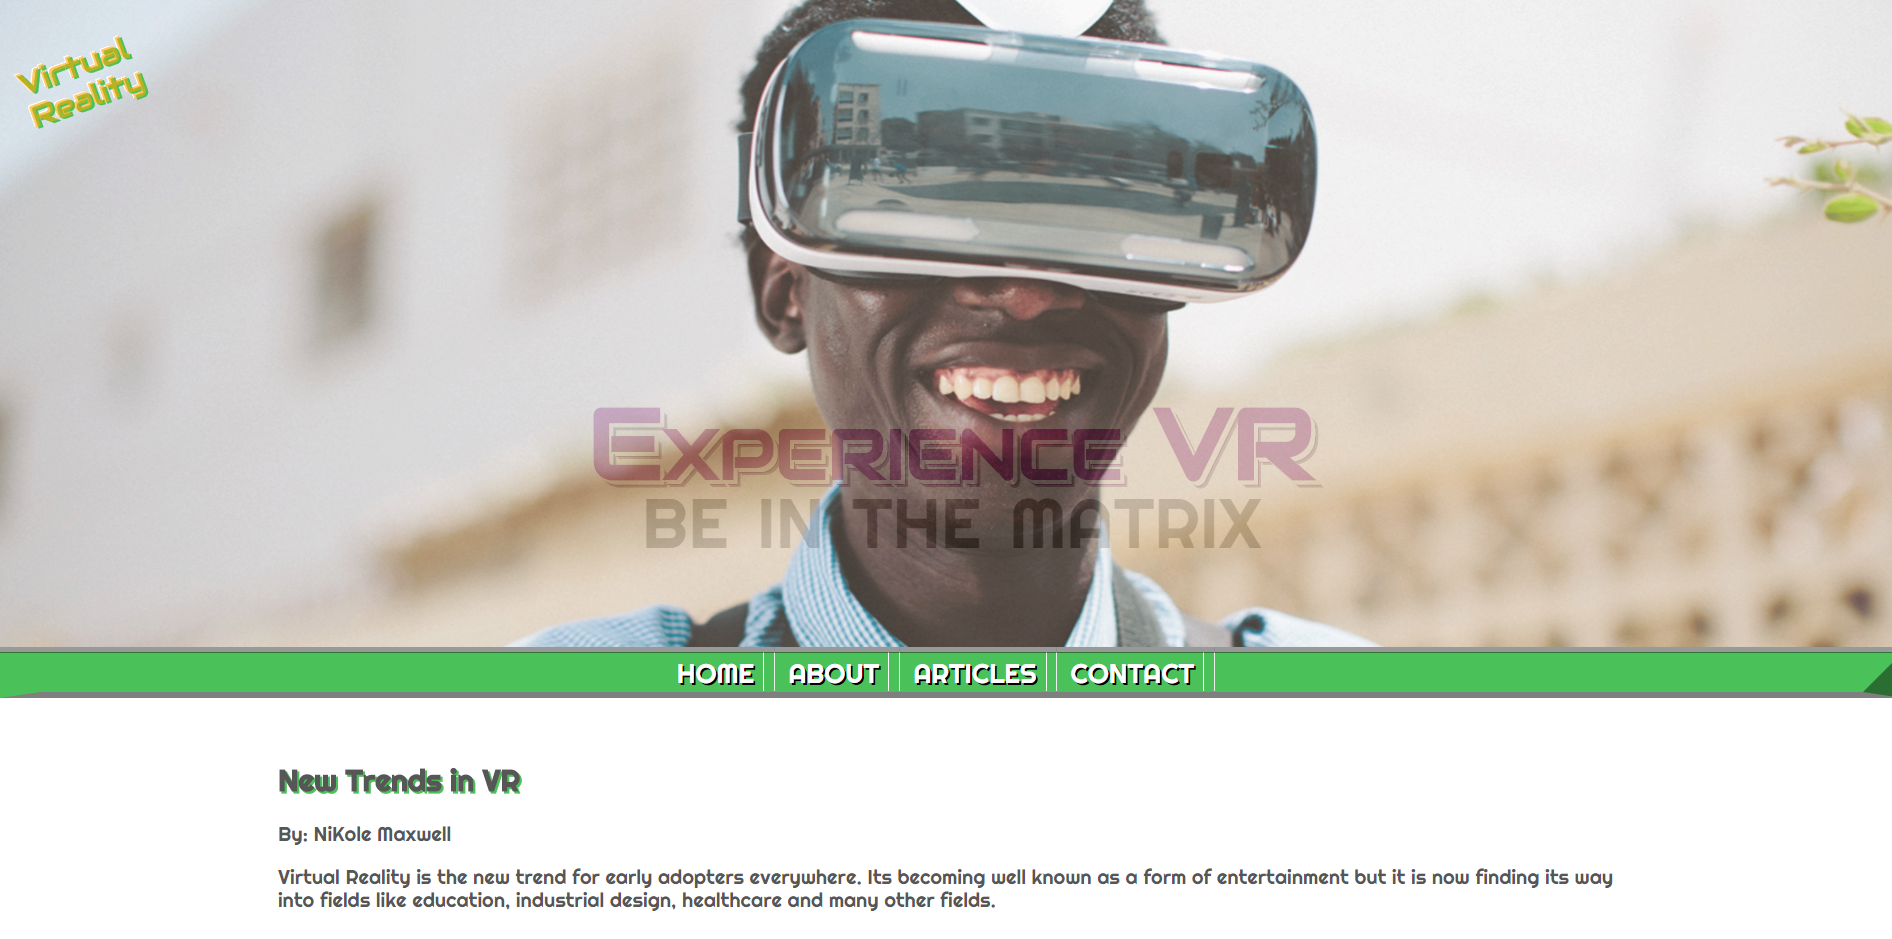 Virtual
Reality
Experience VR
BE IN THE MATRIX
HOME ABOUT ARTICLES CONTACT
New Trends in VR
By: NiKole Maxwell
Virtual Reality is the new trend for early adopters everywhere. Its becoming well known as a form of entertainment but it is now finding its way
into fields like education, industrial design, healthcare and many other fields.